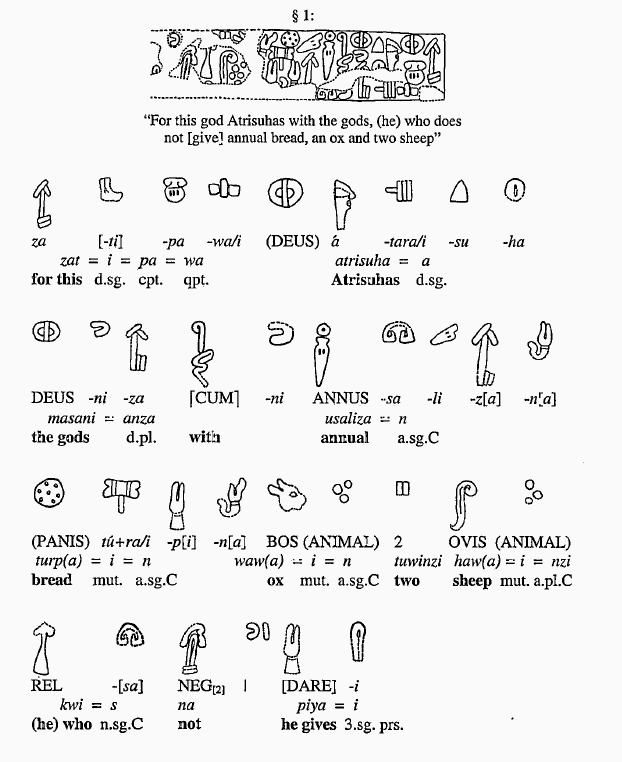 § 1:
“For this god Atrisuhas with the gods, (he) who does
not [give] annual bread, an ox and two sheep”
za [-ti] -pa -wa/i (DEUS) á -tara/i -su -ha
zat = i = pa = wa atrisuha = a
for this d.sg. cpt. qpt. Atrisuhas d.sg.
DEUS -ni -za ⌈CUM⌉ -ni ANNUS -sa -li -z[a] -n⌈a]
masani = anza usaliza = n
the gods d.pl. with annual a.sg.C
(PANIS) tú+ra/i -p[i] -n[a] BOS (ANIMAL) 2 OVIS (ANIMAL)
turp(a) = i = n waw(a) = i = n tuwinzi haw(a) = i = nzi
bread mut. a.sg.C ox mut. a.sg.C two sheep mut. a.pl.C
REL -[sa] NEG[2] | [DARE] -i
kwi = s na piya = i
(he) who n.sg.C not he gives 3.sg. prs.